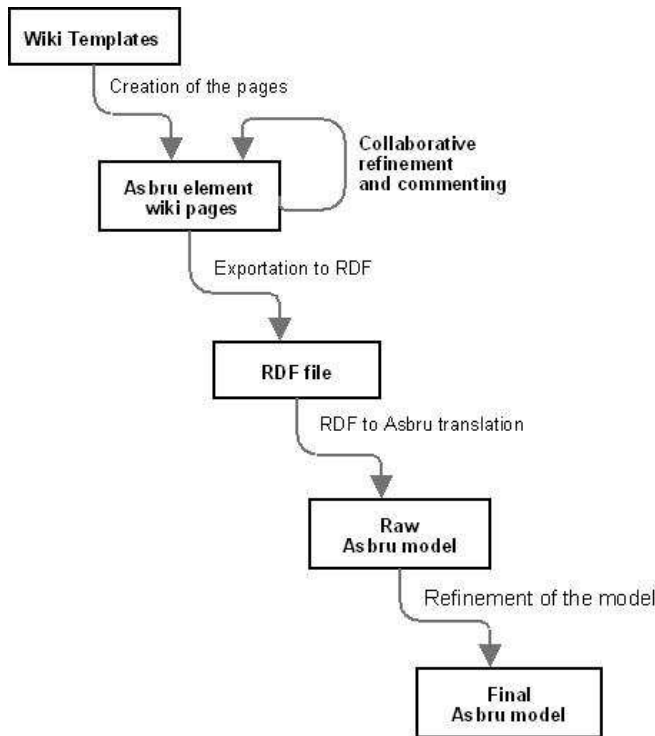 Wiki Templates
Creation of the pages
Collaborative
refinement
and commenting
Asbru element
wiki pages
Exportation to RDF
RDF file
RDF to Asbru translation
Raw
Asbru model
Refinement of the model
Final
Asbru model